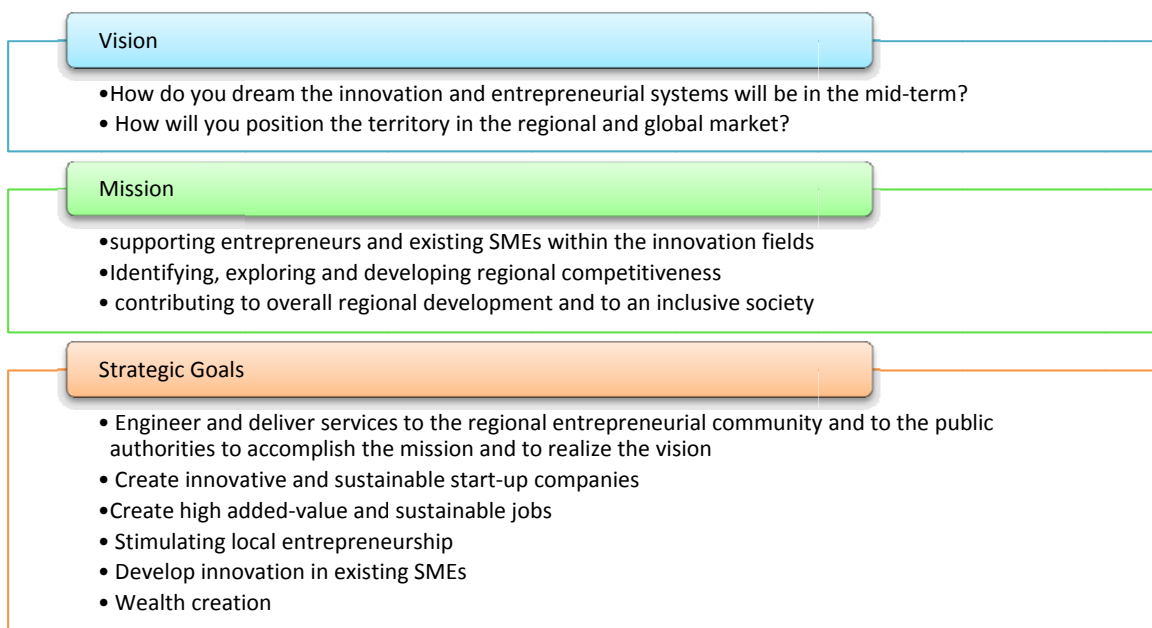 Vision
•How do you dream the innovation and entrepreneurial systems will be in the mid-term?
• How will you position the territory in the regional and global market?
Mission
•supporting entrepreneurs and existing SMEs within the innovation fields
•Identifying, exploring and developing regional competitiveness
• contributing to overall regional development and to an inclusive society
Strategic Goals
• Engineer and deliver services to the regional entrepreneurial community and to the public
authorities to accomplish the mission and to realize the vision
• Create innovative and sustainable start-up companies
•Create high added-value and sustainable jobs
• Stimulating local entrepreneurship
• Develop innovation in existing SMEs
• Wealth creation